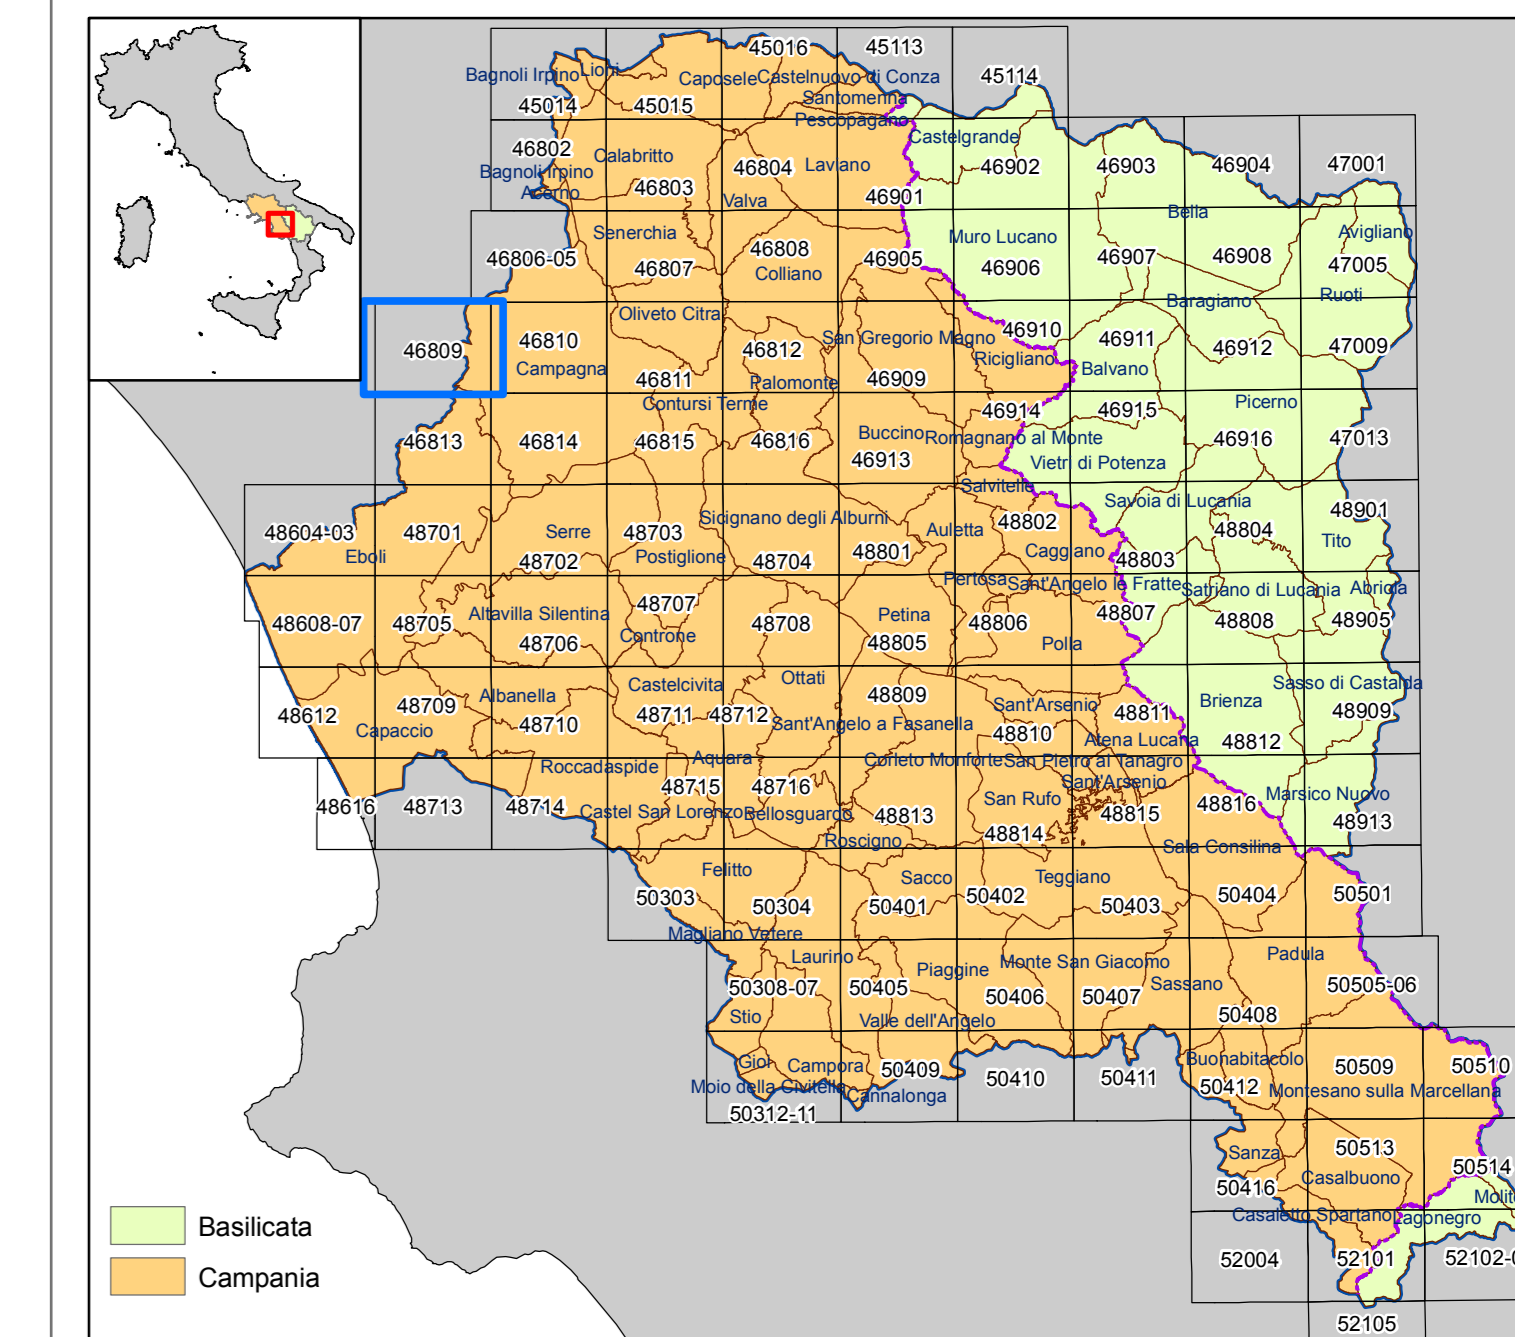 45016
45113
Bagnoli Irpino
Lioni
Caposele
Castelnuovo di Conza
45114
45014
45015
Santomenna
Pescopagano
46802
Calabritto
46804
Laviano
Castelgrande
46902
46903
46904
47001
Bagnoli Irpino
Acerno
46803
Valva
46901
Bella
Senerchia
46808
Muro Lucano
Avigliano
46806-05
46807
Colliano
46905
46906
46907
46908
47005
Oliveto Citra
Baragiano
Ruoti
46809
46810
46812
San Gregorio Magno
46910
46911
46912
47009
Campagna
46811
Palomonte
46909
Ricigliano
Balvano
Contursi Terme
46914
46915
Picerno
46813
46814
46815
46816
Buccino
Romagnano al Monte
46916
47013
46913
Vietri di Potenza
Salvitelle
Savoia di Lucania
48604-03
48701
Serre
48703
Sicignano degli Alburni
Auletta
48802
48804
48901
Eboli
48702
Postiglione
48704
48801
Caggiano
48803
Tito
Pertosa
Sant'Angelo le Fratte
Satriano di Lucania
Abriola
48608-07
48705
Altavilla Silentina
48707
48708
Petina
48806
48807
48808
48905
48706
Controne
48805
Polla
Ottati
Castelcivita
Albanella
48809
Sant'Arsenio
Brienza
Sasso di Castalda
48612
48709
48710
48711
48712
Sant'Angelo a Fasanella
48810
48811
48909
Capaccio
Atena Lucana
48812
Roccadaspide
Aquara
Corleto Monforte
San Pietro al Tanagro
Sant'Arsenio
48715
48716
San Rufo
Marsico Nuovo
48616
48713
48714
Castel San Lorenzo
Bellosguardo
48813
48815
48816
48913
Roscigno
48814
Sala Consilina
Felitto
Sacco
Teggiano
50303
50304
50401
50402
50403
50404
50501
Magliano Vetere
Laurino
Piaggine
Monte San Giacomo
Padula
50308-07
50405
50406
50407
Sassano
50505-06
Stio
Valle dell'Angelo
50408
Gioi
Campora
50409
50410
50411
Buonabitacolo
50509
50510
Moio della Civitella
Cannalonga
50412
Montesano sulla Marcellana
50312-11
Sanza
50513
50514
50416
Casalbuono
Casaletto Spartano
Lagonegro
52004
52101
52105
Basilicata
Campania